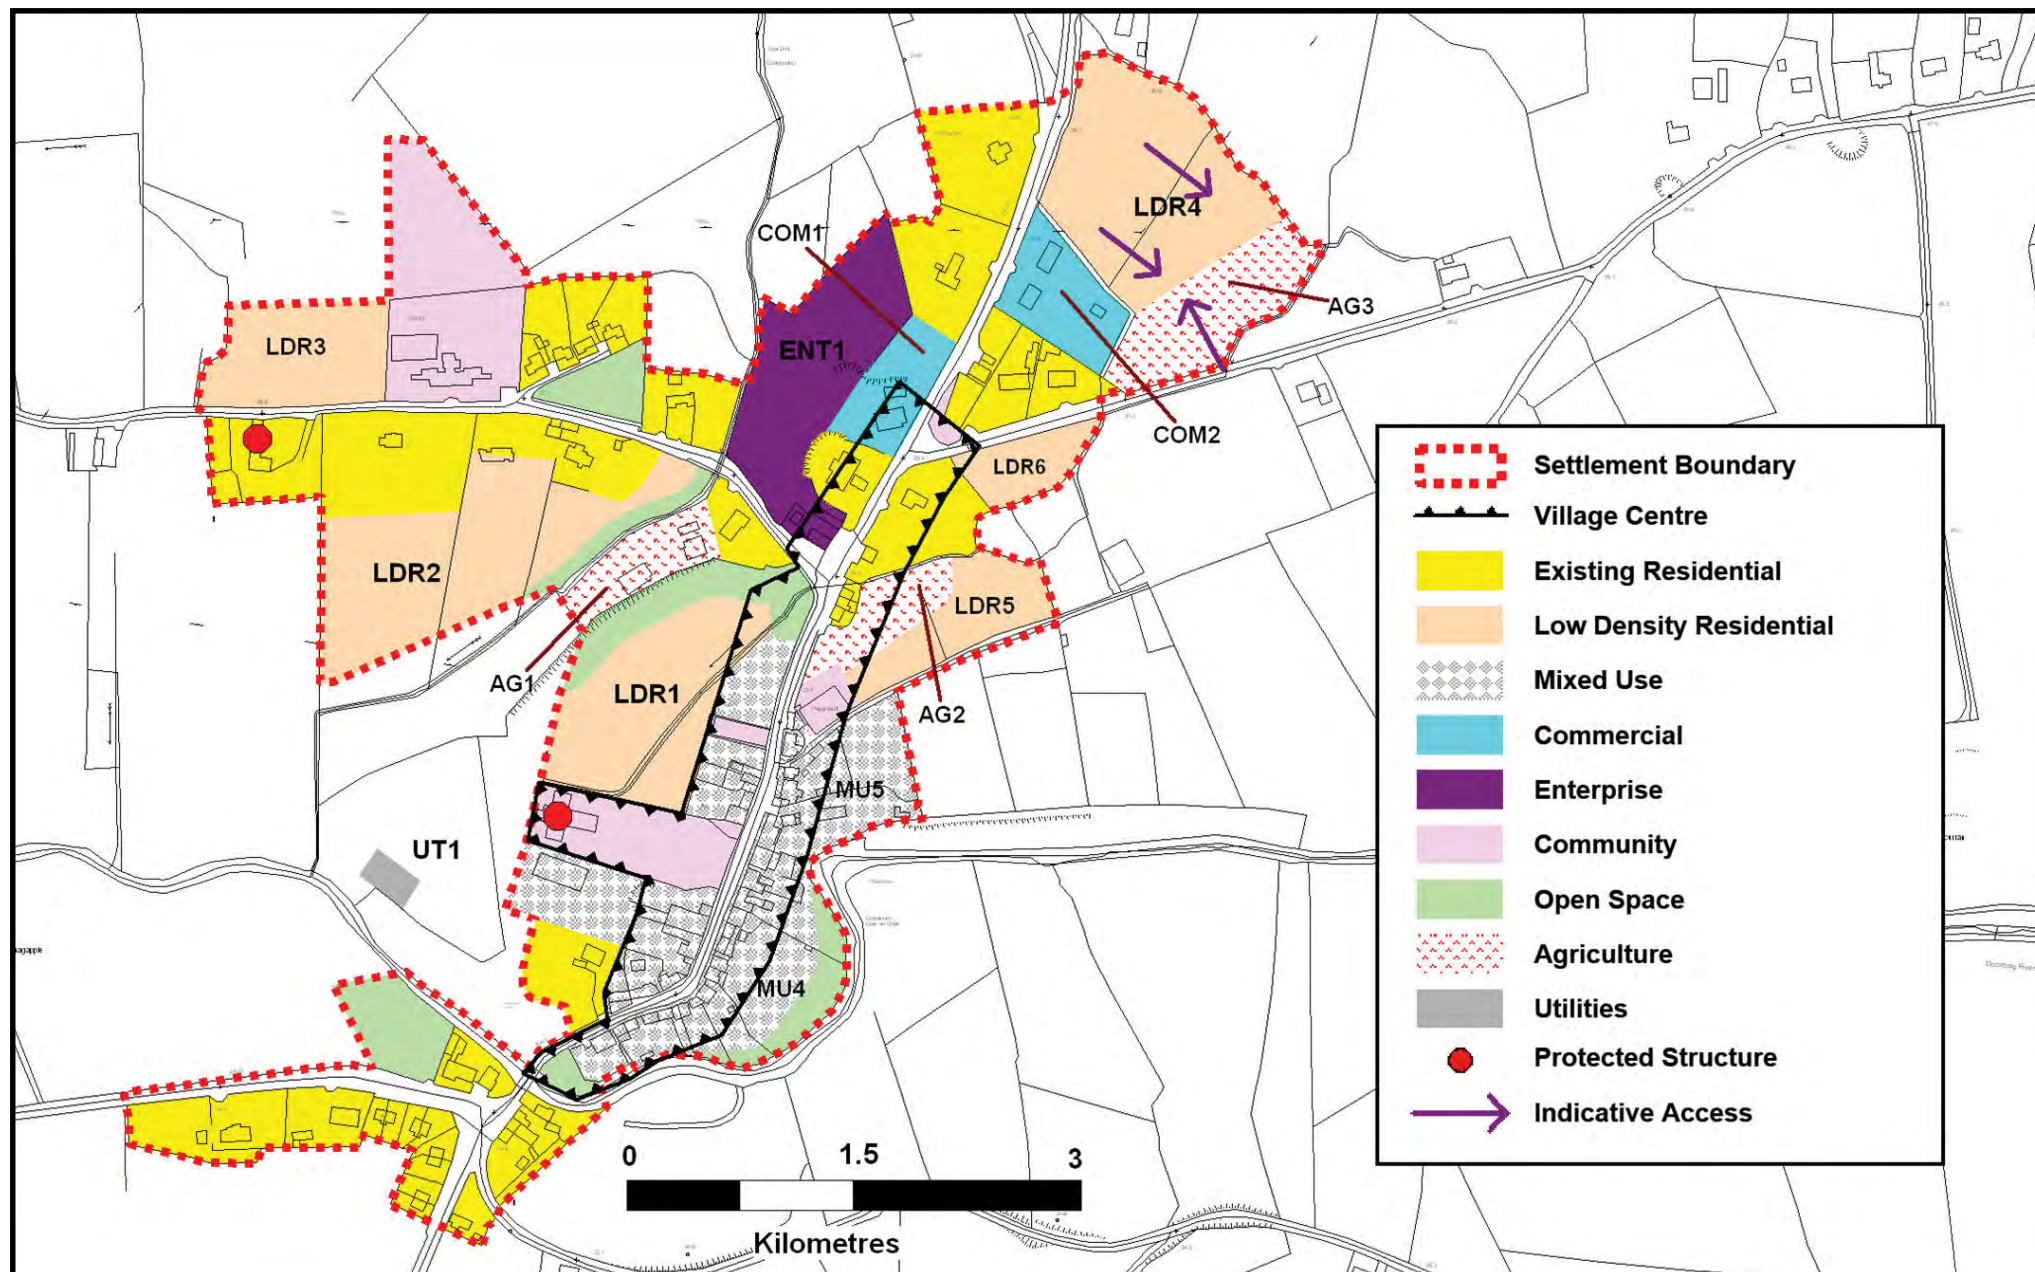 LDR4
COM1
AG3
LDR3
ENT1
COM2
LDR6
LDR2
LDR5
AG1
LDR1
AG2
MU5
UT1
MU4
Settlement Boundary
Village Centre
Existing Residential
Low Density Residential
Mixed Use
Commercial
Enterprise
Community
Open Space
Agriculture
Utilities
Protected Structure
Indicative Access
0 1.5 3
Kilometres